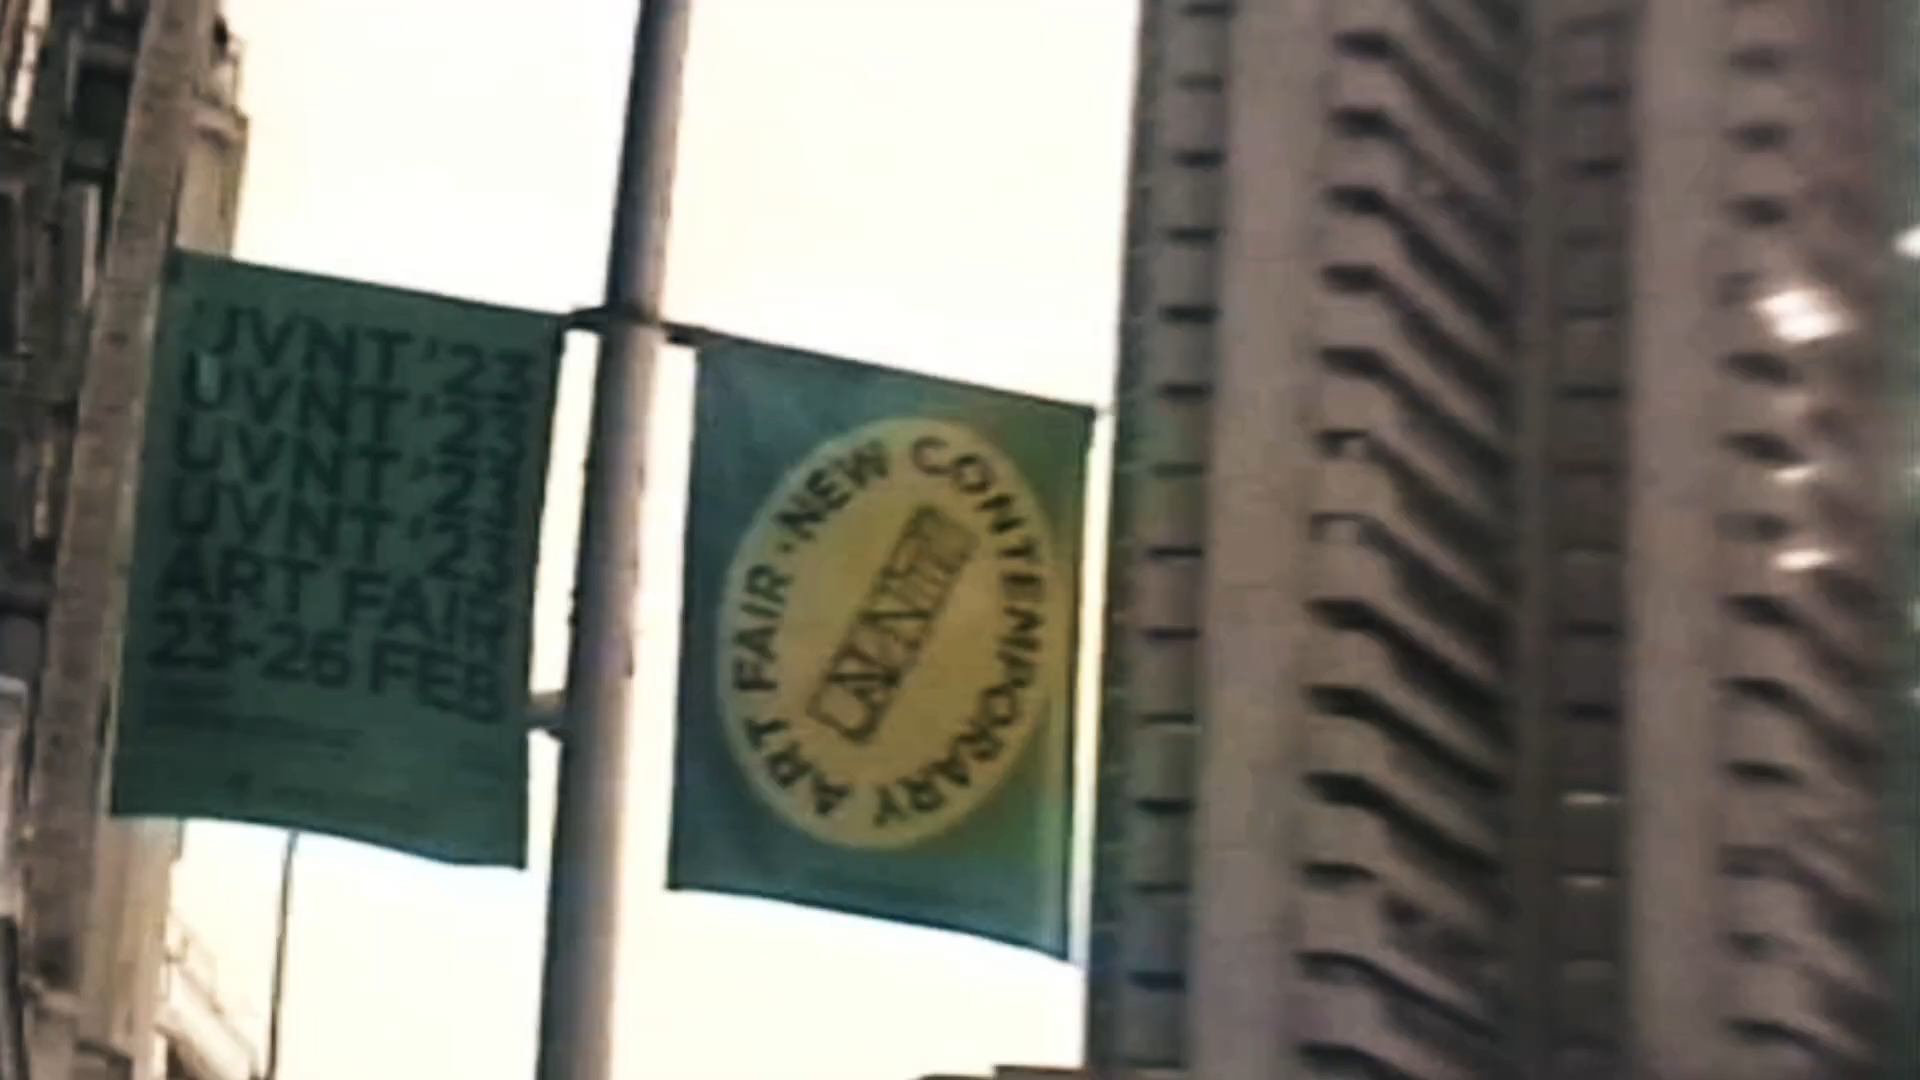 UVNT'23
UVNT'23
UVNT'23
UVNT'23
ART FAIR
23-26 FEB
NEW CONTEMPORARY ART FAIR ·
UVNT